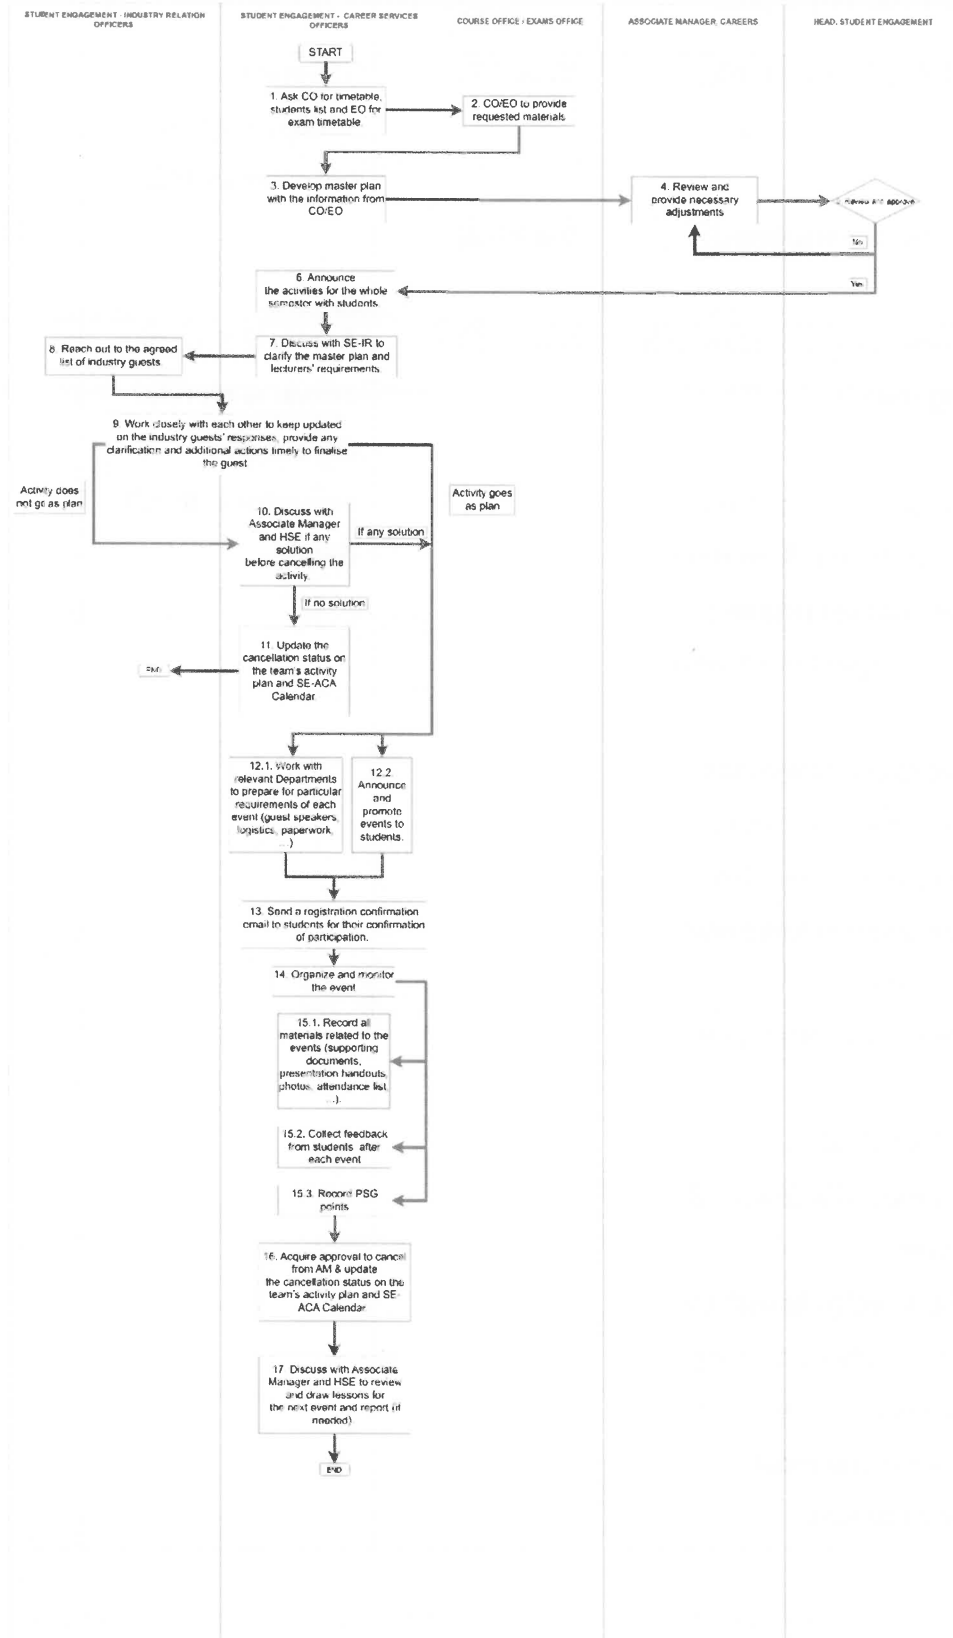 STUDENT ENGAGEMENT - INDUSTRY RELATION
OFFICERS
STUDENT ENGAGEMENT - CAREER SERVICES
OFFICERS
COURSE OFFICE / EXAMS OFFICE
ASSOCIATE MANAGER, CAREERS
HEAD, STUDENT ENGAGEMENT
START
1. Ask CO for timetable,
students list and EO for
exam timetable.
2. CO/EO to provide
requested materials
3. Develop master plan
with the information from
CO/EO
4. Review and
provide necessary
adjustments
Review and approve
No
Yes
6. Announce
the activities for the whole
semester with students.
7. Discuss with SE-IR to
clarify the master plan and
lecturers' requirements.
8. Reach out to the agreed
list of industry guests.
9. Work closely with each other to keep updated
on the industry guests' responses, provide any
clarification and additional actions timely to finalise
the guest
Activity does
not go as plan
Activity goes
as plan
10. Discuss with
Associate Manager
and HSE if any
solution
before cancelling the
activity.
If any solution
If no solution
11. Update the
cancellation status on
the team's activity
plan and SE-ACA
Calendar.
END
12.1. Work with
relevant Departments
to prepare for particular
requirements of each
event (guest speakers,
logistics, paperwork,
...)
12.2.
Announce
and
promote
events to
students.
13. Send a registration confirmation
email to students for their confirmation
of participation.
14. Organize and monitor
the event
15.1. Record all
materials related to the
events (supporting
documents,
presentation handouts,
photos, attendance list,
...).
15.2. Collect feedback
from students after
each event
15.3. Record PSG
points
16. Acquire approval to cancel
from AM & update
the cancellation status on the
team's activity plan and SE-
ACA Calendar
17. Discuss with Associate
Manager and HSE to review
and draw lessons for
the next event and report (if
needed)
END